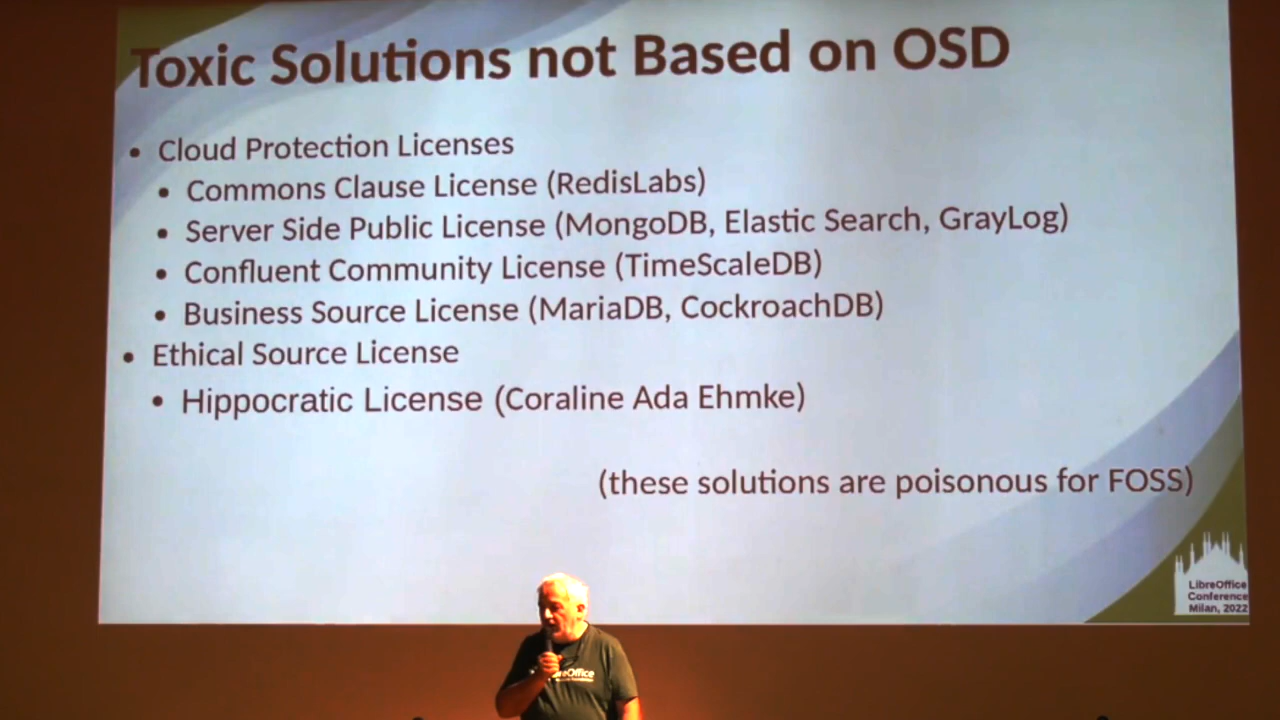 Toxic Solutions not Based on OSD
• Cloud Protection Licenses
• Commons Clause License (RedisLabs)
• Server Side Public License (MongoDB, Elastic Search, GrayLog)
• Confluent Community License (TimeScaleDB)
• Business Source License (MariaDB, CockroachDB)
• Ethical Source License
• Hippocratic License (Coraline Ada Ehmke)
(these solutions are poisonous for FOSS)
LibreOffice
Conference
Milan, 2022